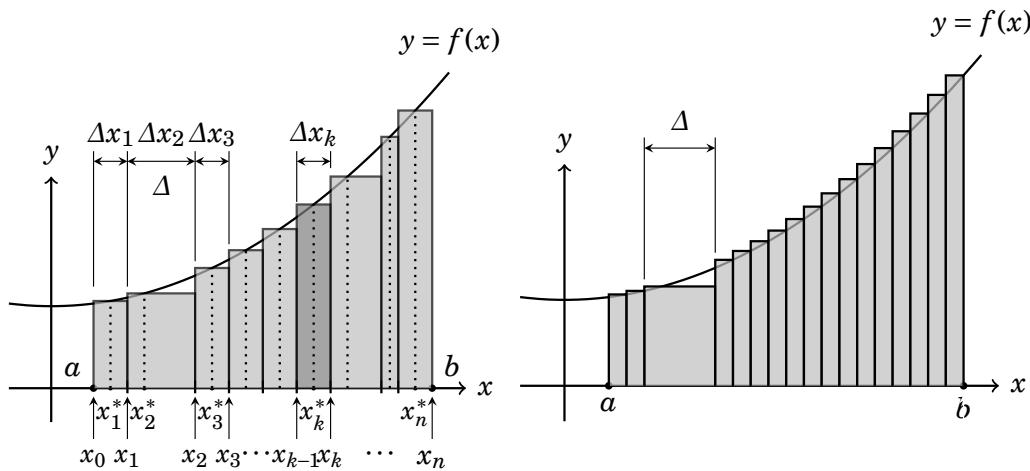 y = f(x)
Δx₁ Δx₂ Δx₃ Δxₖ
y
Δ
a
b
x
x₁* x₂* x₃* xₖ* xₙ*
x₀ x₁ x₂ x₃ ⋯ xₖ₋₁ xₖ ⋯ xₙ
y = f(x)
Δ
y
x
a
b